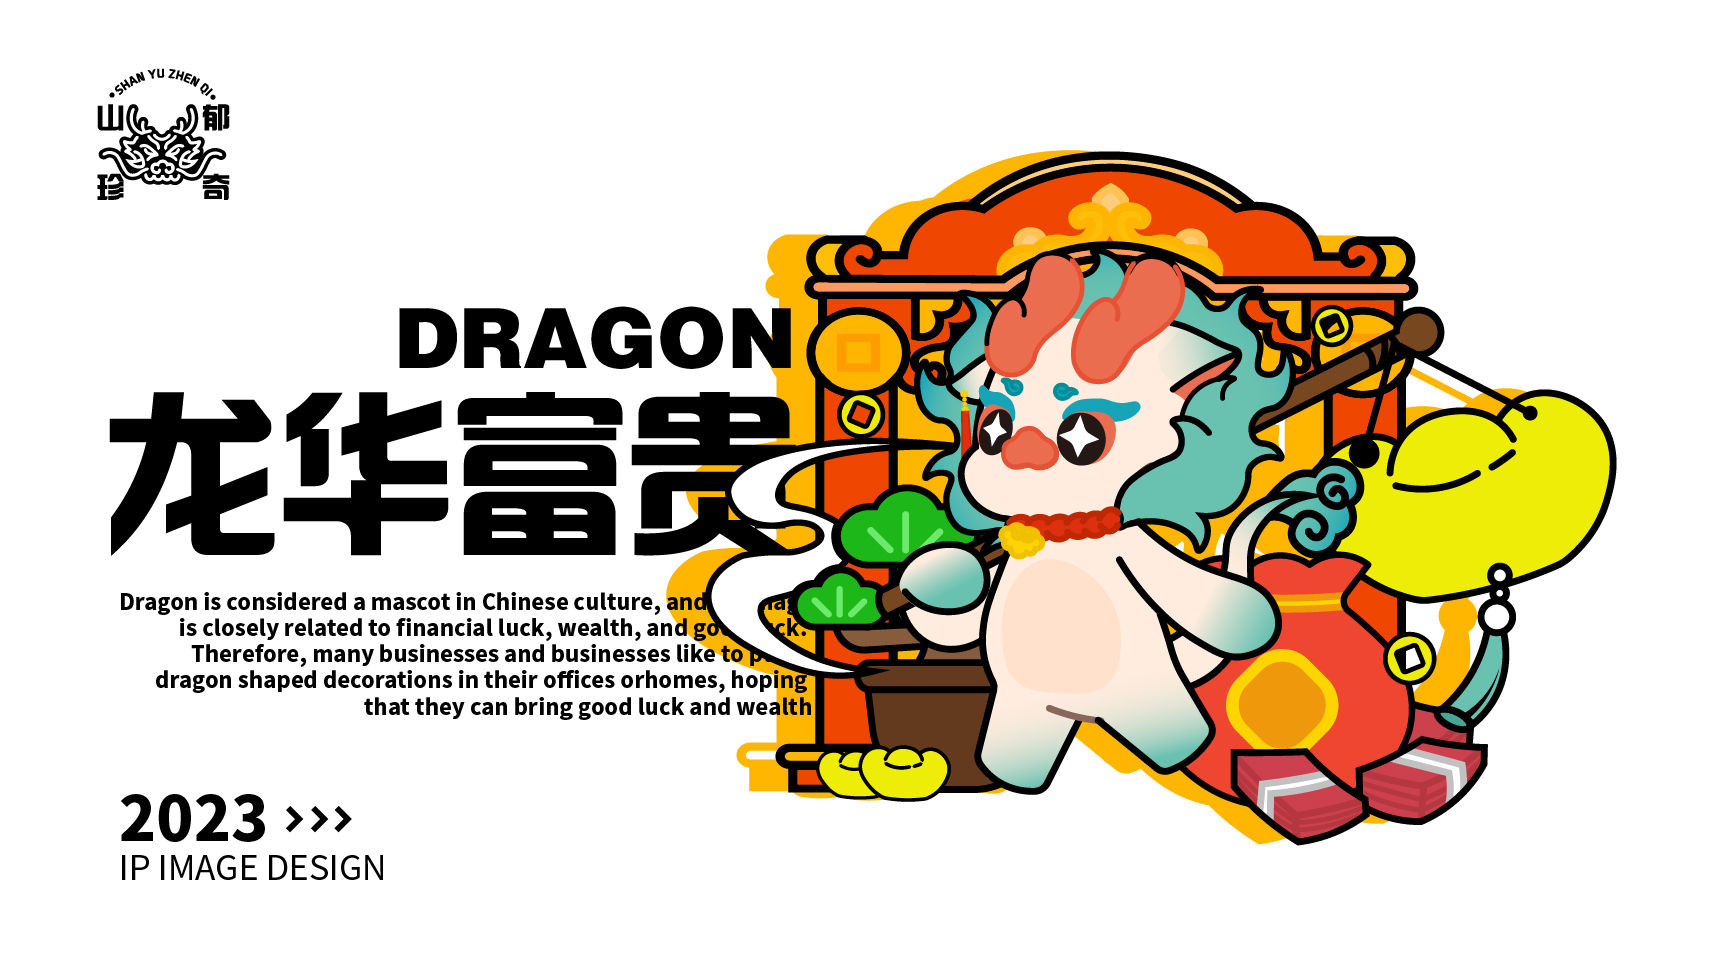 SHAN YU ZHEN QI
山郁
珍奇
DRAGON
龙华富贵
Dragon is considered a mascot in Chinese culture, and
is closely related to financial luck, wealth, and good luck.
Therefore, many businesses and businesses like to
dragon shaped decorations in their offices orhomes, hoping
that they can bring good luck and wealth
2023 >>>
IP IMAGE DESIGN